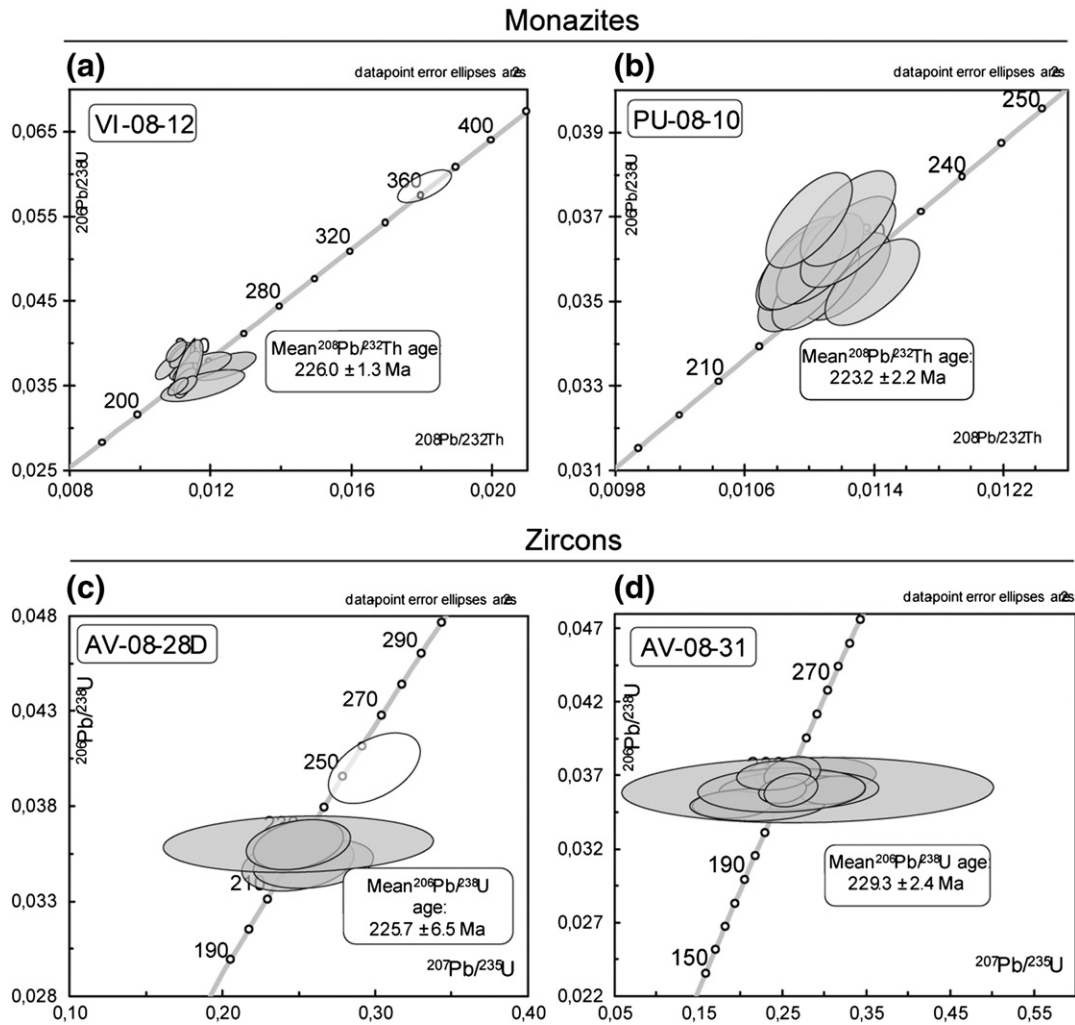 Monazites
(a)
datapoint error ellipses are 2s
VI-08-12
206Pb/238U
0,065
0,055
0,045
0,035
0,025
400
360
320
280
200
Mean 208Pb/232Th age:
226.0 ± 1.3 Ma
208Pb/232Th
0,008
0,012
0,016
0,020
(b)
datapoint error ellipses are 2s
PU-08-10
206Pb/238U
0,039
0,037
0,035
0,033
0,031
250
240
210
Mean 208Pb/232Th age:
223.2 ± 2.2 Ma
208Pb/232Th
0,0098
0,0106
0,0114
0,0122
Zircons
(c)
datapoint error ellipses are 2s
AV-08-28D
206Pb/238U
0,048
0,043
0,038
0,033
0,028
290
270
250
230
210
190
Mean 206Pb/238U
age:
225.7 ± 6.5 Ma
207Pb/235U
0,10
0,20
0,30
0,40
(d)
datapoint error ellipses are 2s
AV-08-31
206Pb/238U
0,047
0,042
0,037
0,032
0,027
0,022
270
190
150
Mean 206Pb/238U age:
229.3 ± 2.4 Ma
207Pb/235U
0,05
0,15
0,25
0,35
0,45
0,55